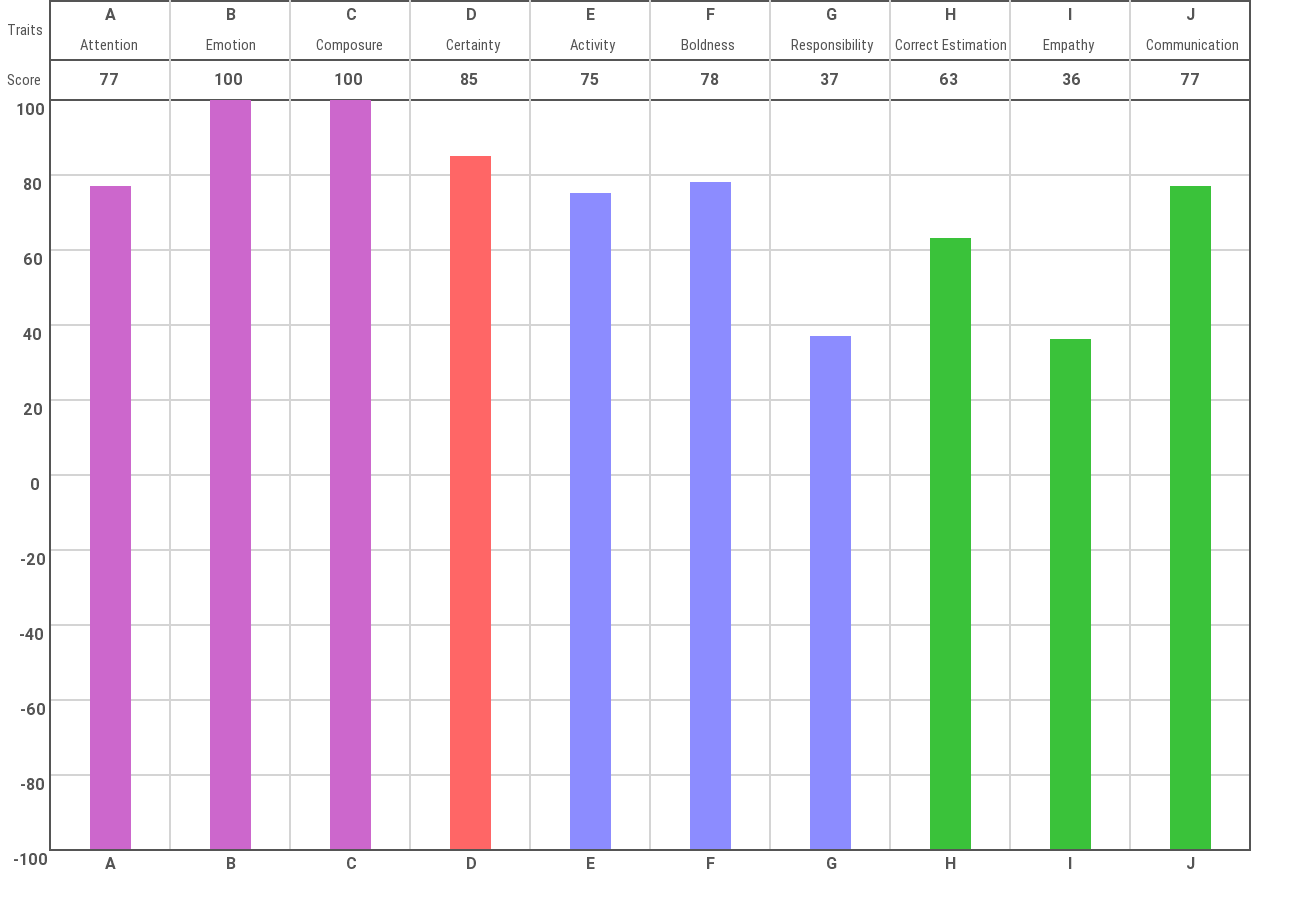 Traits A B C D E F G H I J
Attention Emotion Composure Certainty Activity Boldness Responsibility Correct Estimation Empathy Communication
Score 77 100 100 85 75 78 37 63 36 77
100
80
60
40
20
0
-20
-40
-60
-80
-100
A B C D E F G H I J